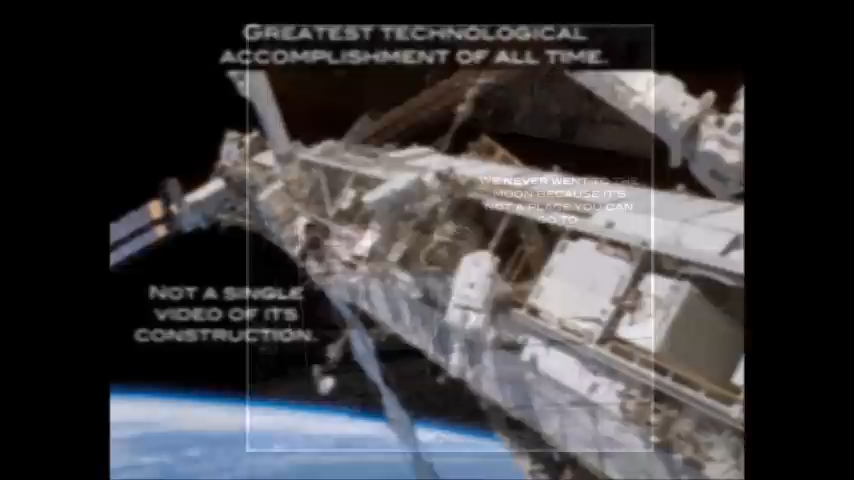 GREATEST TECHNOLOGICAL
ACCOMPLISHMENT OF ALL TIME.
WE NEVER WENT TO THE
MOON BECAUSE IT'S
NOT A PLACE YOU CAN
GO TO
NOT A SINGLE
VIDEO OF ITS
CONSTRUCTION.